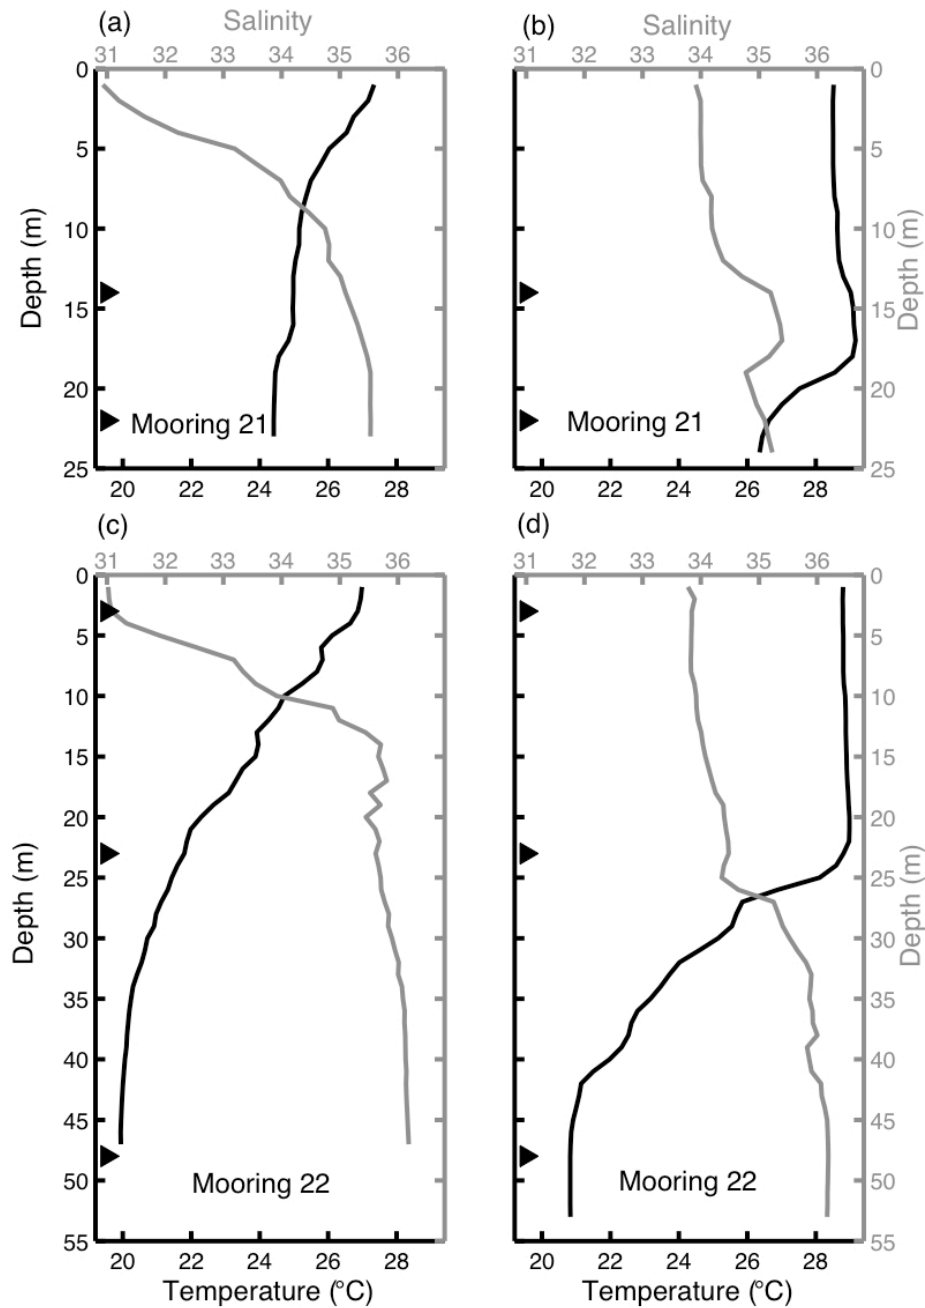 (a) Salinity (b) Salinity
31 32 33 34 35 36 31 32 33 34 35 36
0 0
5 5
10 10
15 15
20 20
25 25
Depth (m) Depth (m)
Mooring 21 Mooring 21
20 22 24 26 28 20 22 24 26 28
(c) (d)
31 32 33 34 35 36 31 32 33 34 35 36
0 0
5 5
10 10
15 15
20 20
25 25
30 30
35 35
40 40
45 45
50 50
55 55
Depth (m) Depth (m)
Mooring 22 Mooring 22
20 22 24 26 28 20 22 24 26 28
Temperature (°C) Temperature (°C)